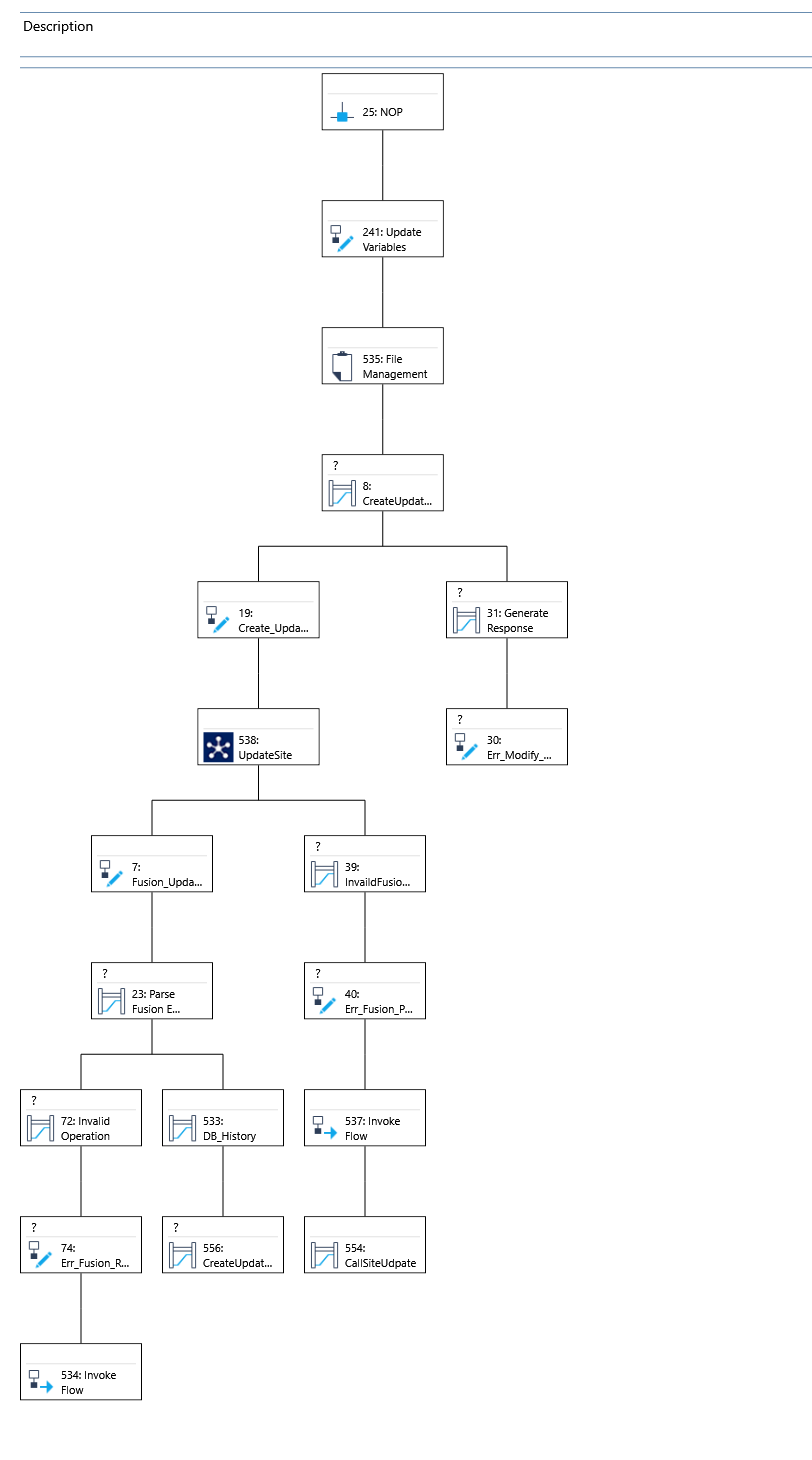 Description
25: NOP
241: Update
Variables
535: File
Management
?
8:
CreateUpdat...
19:
Create_Upda...
?
31: Generate
Response
538:
UpdateSite
?
30:
Err_Modify_...
7:
Fusion_Upda...
?
39:
InvaildFusio...
?
23: Parse
Fusion E...
?
40:
Err_Fusion_P...
?
72: Invalid
Operation
533:
DB_History
537: Invoke
Flow
?
74:
Err_Fusion_R...
?
556:
CreateUpdat...
554:
CallSiteUdpate
534: Invoke
Flow